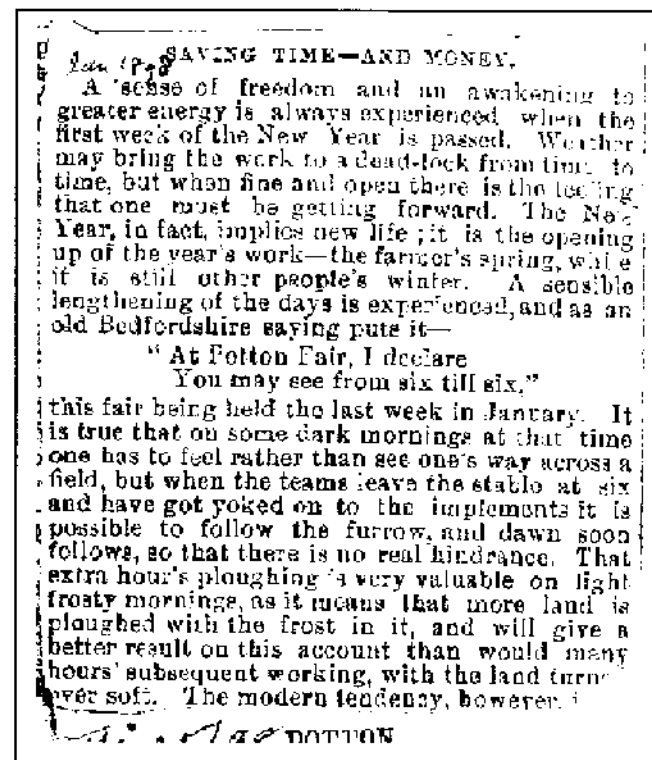 Jan 1898
SAVING TIME—AND MONEY.
A sense of freedom and an awakening to
greater energy is always experienced when the
first week of the New Year is passed. Weather
may bring the work to a dead-lock from time to
time, but when fine and open there is the feeling
that one must be getting forward. The New
Year, in fact, implies new life; it is the opening
up of the year's work—the farmer's spring, while
it is still other people's winter. A sensible
lengthening of the days is experienced, and as an
old Bedfordshire saying puts it—
"At Potton Fair, I declare
You may see from six till six,"
this fair being held the last week in January. It
is true that on some dark mornings at that time
one has to feel rather than see one's way across a
field, but when the teams leave the stable at six
and have got yoked on to the implements it is
possible to follow the furrow, and dawn soon
follows, so that there is no real hindrance. That
extra hour's ploughing is very valuable on light
frosty mornings, as it means that more land is
ploughed with the frost in it, and will give a
better result on this account than would many
hours' subsequent working, with the land turned
over soft. The modern tendency, however, i
POTTON